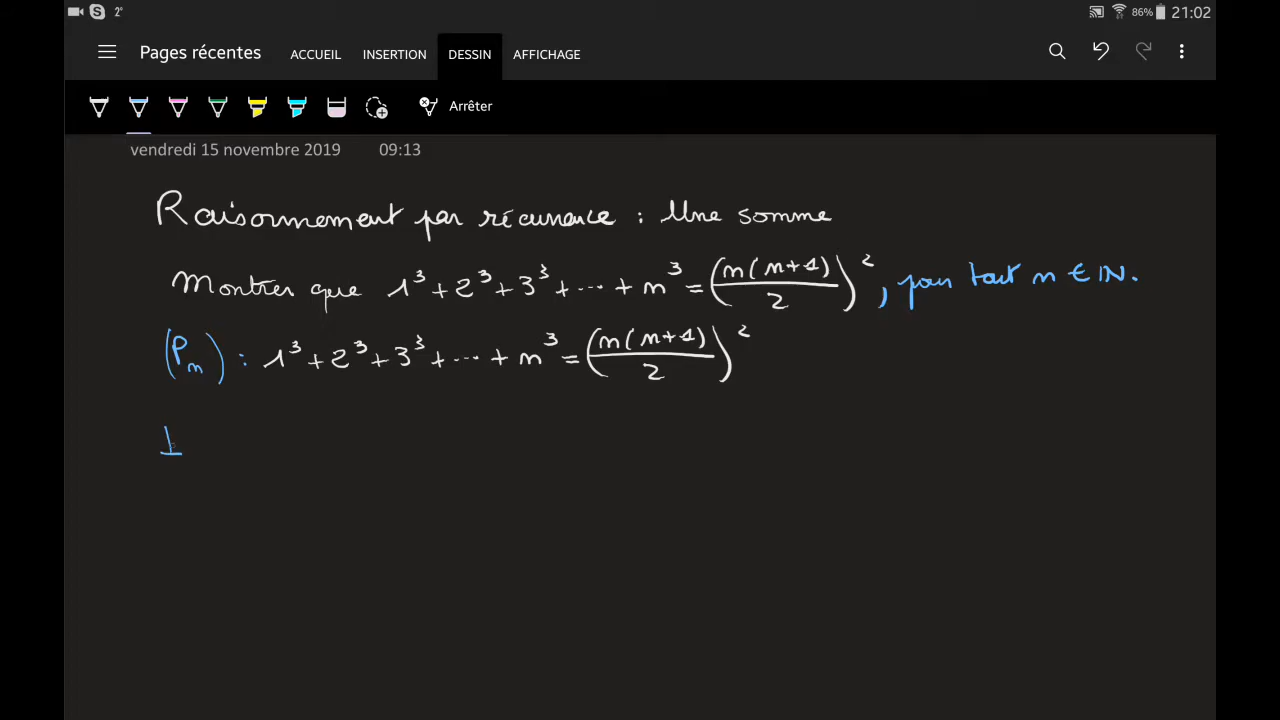 2° 86% 21:02
Pages récentes ACCUEIL INSERTION DESSIN AFFICHAGE
Arrêter
vendredi 15 novembre 2019 09:13
Raisonnement par récurrence : Une somme
Montrer que 1³ + 2³ + 3³ + ... + n³ = (n(n+1)/2)², pour tout n ∈ ℕ.
(Pₙ) : 1³ + 2³ + 3³ + ... + n³ = (n(n+1)/2)²